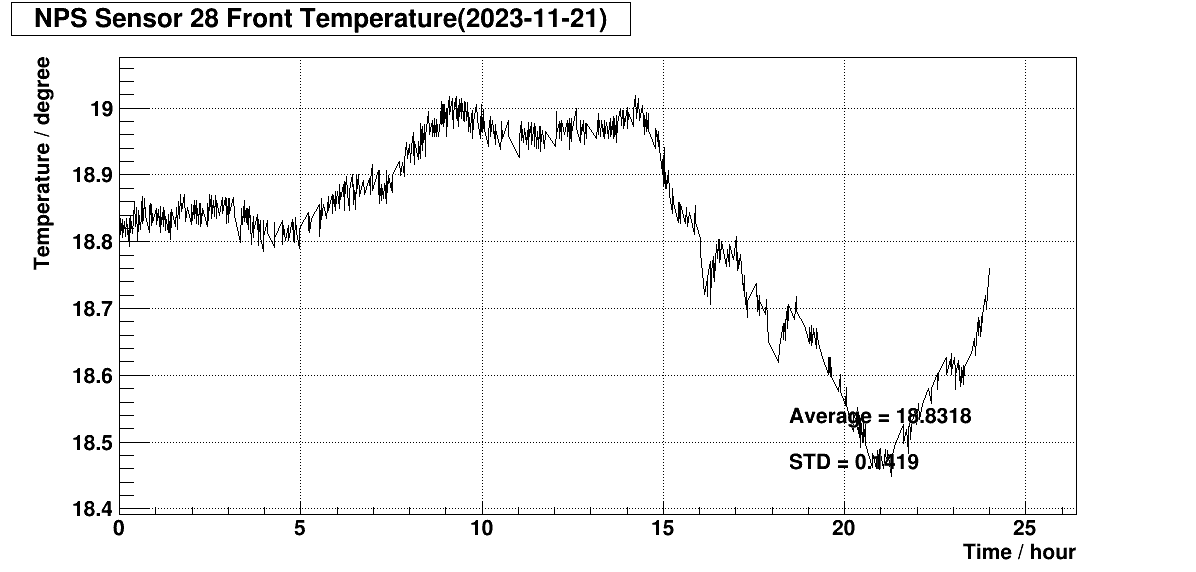 NPS Sensor 28 Front Temperature(2023-11-21)
Temperature / degree
19
18.9
18.8
18.7
18.6
18.5
18.4
Average = 18.8318
STD = 0.1419
0 5 10 15 20 25
Time / hour